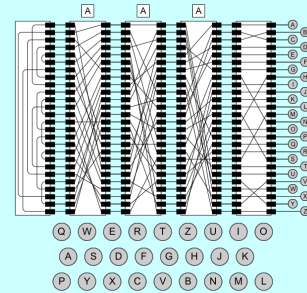 A A A
A
B
C
D
E
F
G
H
I
J
K
L
M
N
O
P
Q
R
S
T
U
V
W
X
Y
Z
Q W E R T Z U I O
A S D F G H J K
P Y X C V B N M L